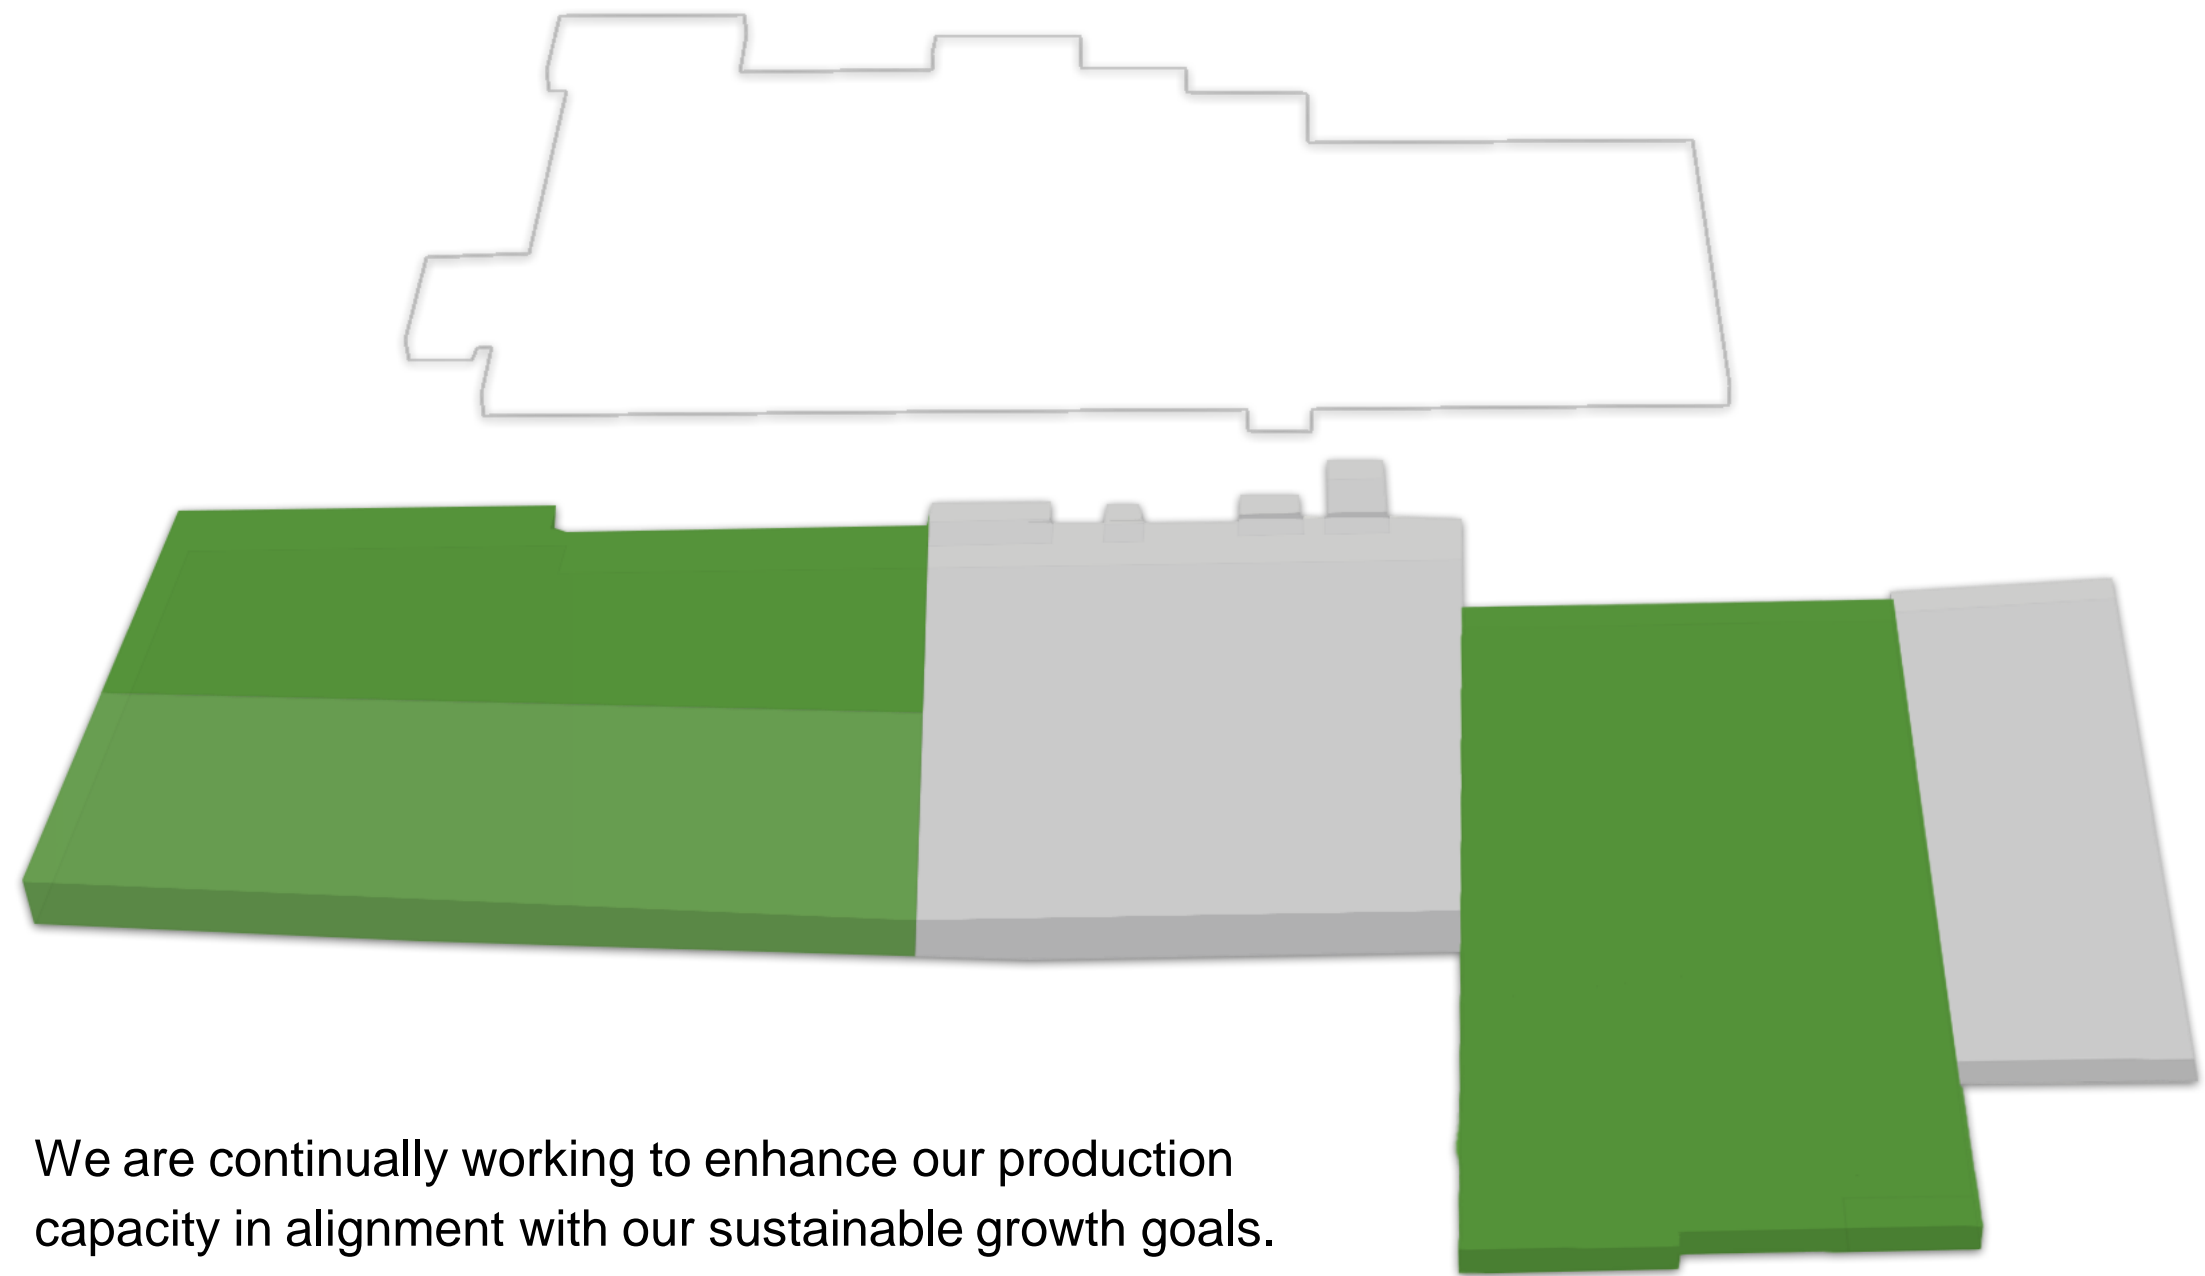 We are continually working to enhance our production
capacity in alignment with our sustainable growth goals.